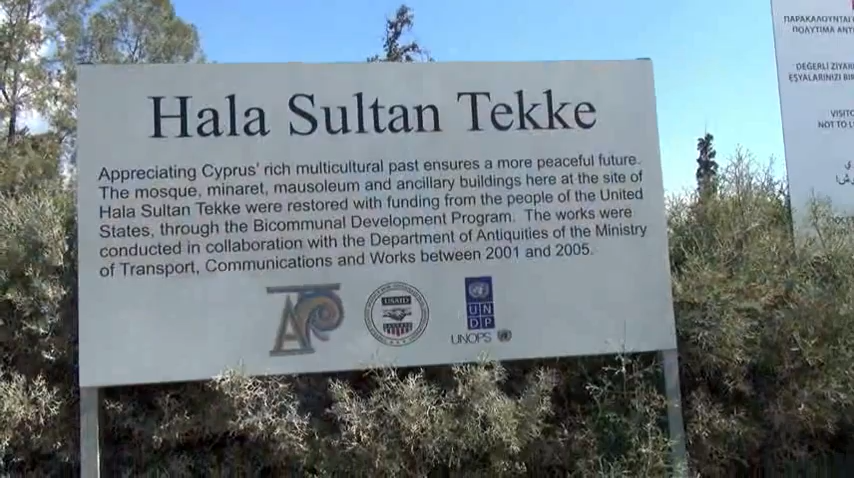 Hala Sultan Tekke
Appreciating Cyprus' rich multicultural past ensures a more peaceful future.
The mosque, minaret, mausoleum and ancillary buildings here at the site of
Hala Sultan Tekke were restored with funding from the people of the United
States, through the Bicommunal Development Program. The works were
conducted in collaboration with the Department of Antiquities of the Ministry
of Transport, Communications and Works between 2001 and 2005.
USAID
UN
DP
UNOPS
ΠΑΡΑΚΑΛΟΥΝΤΑΙ
ΠΟΛΥΤΙΜΑ ΑΝΤΙ
DEĞERLİ ZİYAR
EŞYALARINIZI BİR
VISITO
NOT TO L